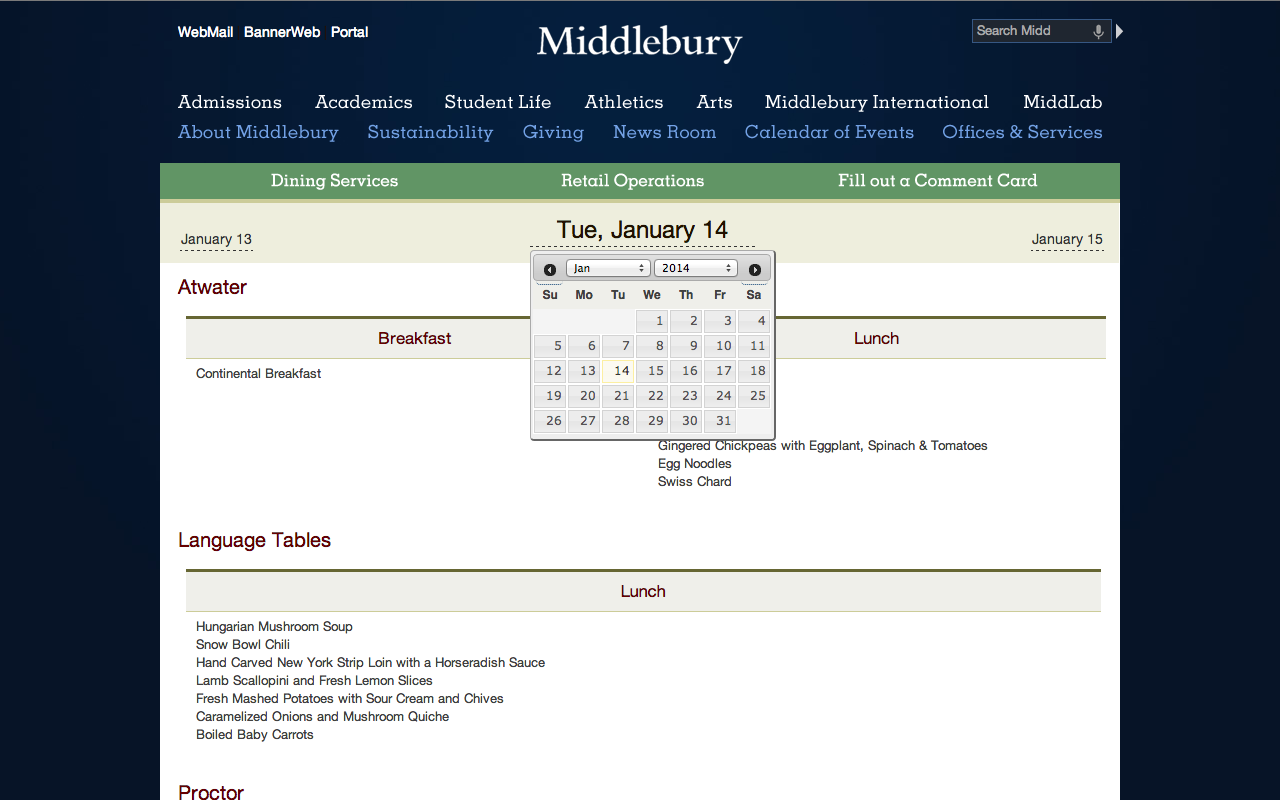 WebMail BannerWeb Portal
Middlebury
Search Midd
Admissions Academics Student Life Athletics Arts Middlebury International MiddLab
About Middlebury Sustainability Giving News Room Calendar of Events Offices & Services
Dining Services Retail Operations Fill out a Comment Card
January 13 Tue, January 14 January 15
Jan 2014
Su Mo Tu We Th Fr Sa
1 2 3 4
5 6 7 8 9 10 11
12 13 14 15 16 17 18
19 20 21 22 23 24 25
26 27 28 29 30 31
Atwater
Breakfast Lunch
Continental Breakfast
Gingered Chickpeas with Eggplant, Spinach & Tomatoes
Egg Noodles
Swiss Chard
Language Tables
Lunch
Hungarian Mushroom Soup
Snow Bowl Chili
Hand Carved New York Strip Loin with a Horseradish Sauce
Lamb Scallopini and Fresh Lemon Slices
Fresh Mashed Potatoes with Sour Cream and Chives
Caramelized Onions and Mushroom Quiche
Boiled Baby Carrots
Proctor